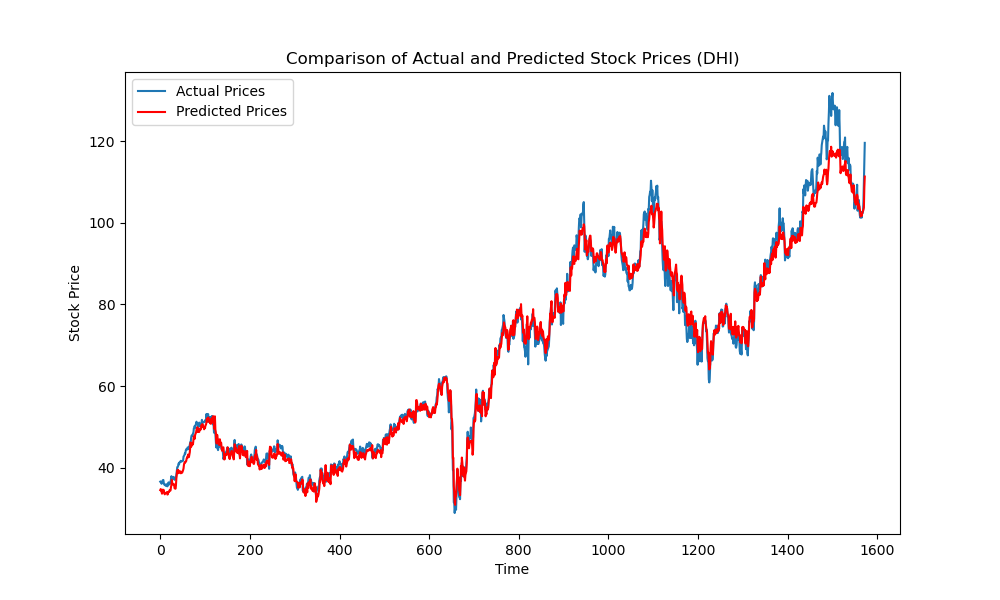 Comparison of Actual and Predicted Stock Prices (DHI)
Actual Prices
Predicted Prices
120
100
80
60
40
Stock Price
0 200 400 600 800 1000 1200 1400 1600
Time